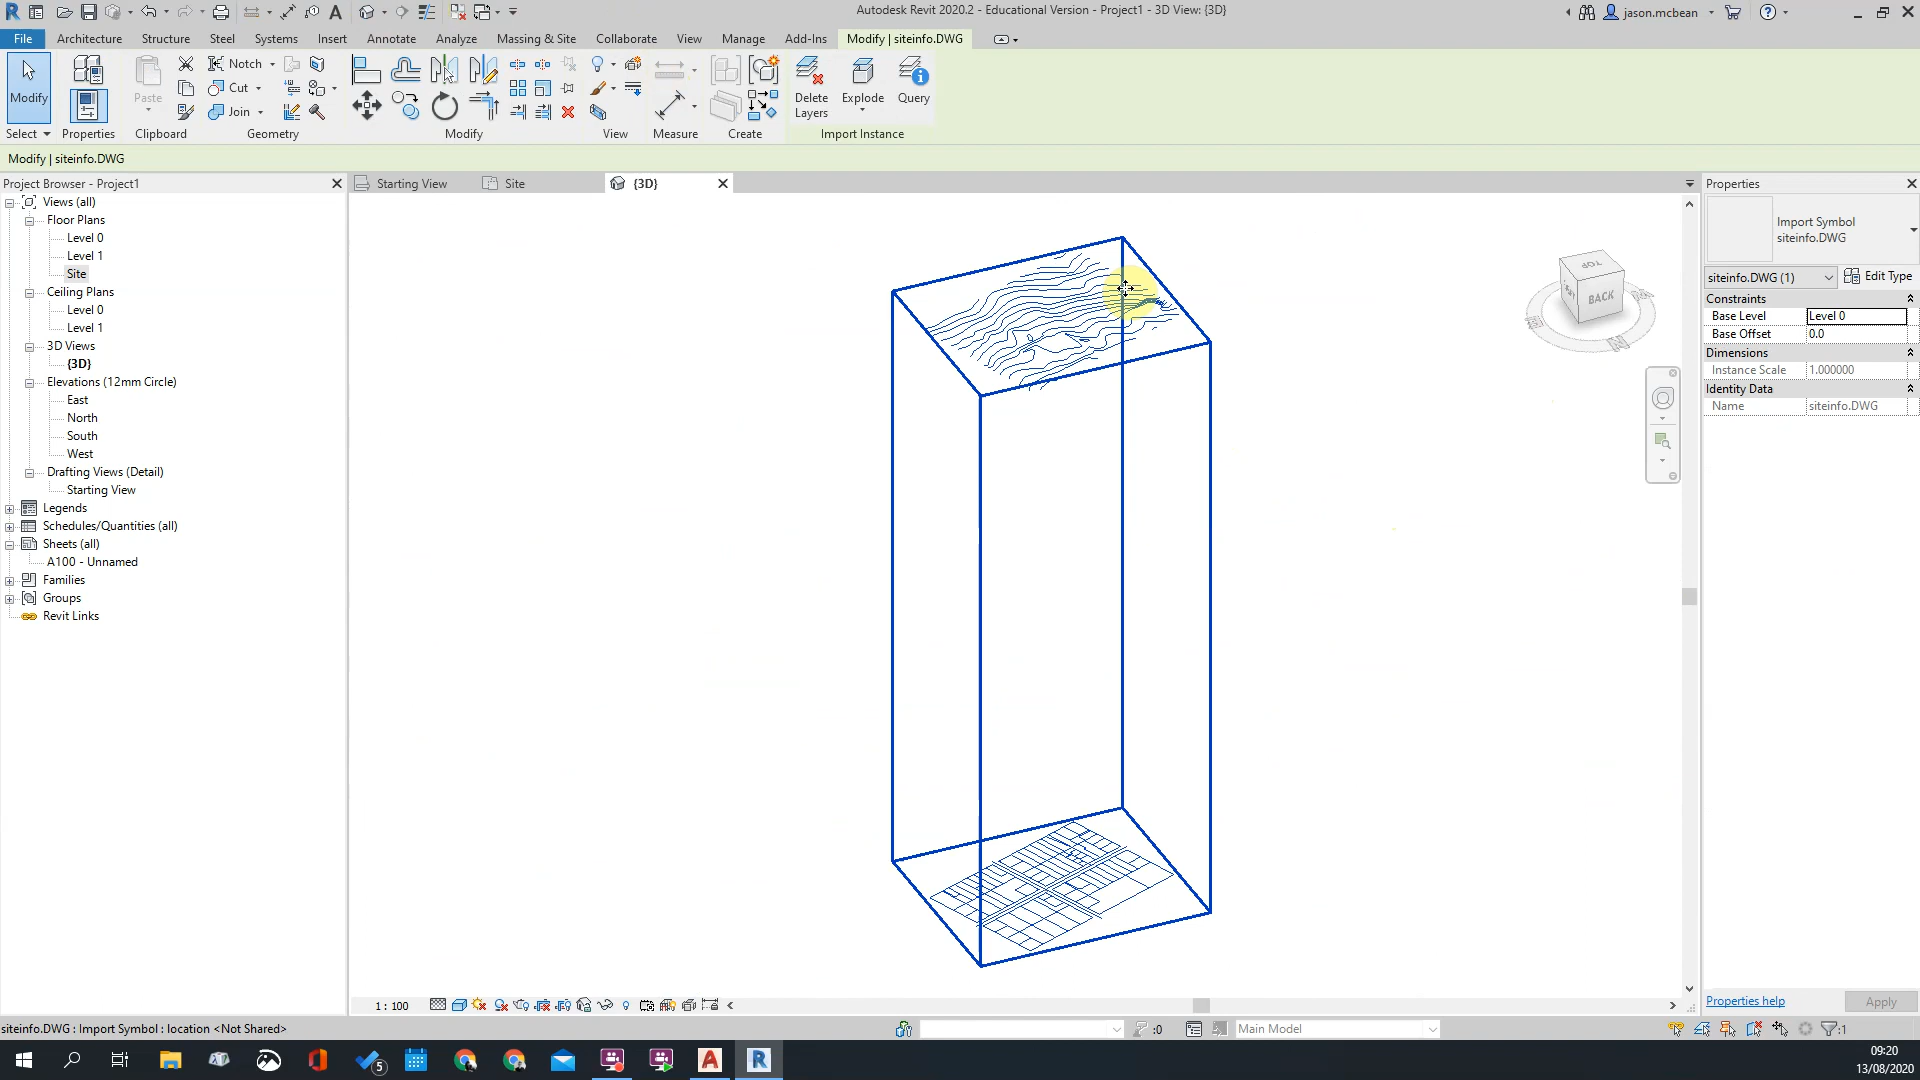 Autodesk Revit 2020.2 - Educational Version - Project1 - 3D View: {3D}
jason.mcbean
File
Architecture
Structure
Steel
Systems
Insert
Annotate
Analyze
Massing & Site
Collaborate
View
Manage
Add-Ins
Modify | siteinfo.DWG
Modify
Paste
Notch
Cut
Join
Delete Layers
Explode
Query
Select
Properties
Clipboard
Geometry
Modify
View
Measure
Create
Import Instance
Modify | siteinfo.DWG
Project Browser - Project1
Views (all)
Floor Plans
Level 0
Level 1
Site
Ceiling Plans
Level 0
Level 1
3D Views
{3D}
Elevations (12mm Circle)
East
North
South
West
Drafting Views (Detail)
Starting View
Legends
Schedules/Quantities (all)
Sheets (all)
A100 - Unnamed
Families
Groups
Revit Links
Starting View
Site
{3D}
TOP
BACK
Properties
Import Symbol
siteinfo.DWG
siteinfo.DWG (1)
Edit Type
Constraints
Base Level
Level 0
Base Offset
0.0
Dimensions
Instance Scale
1.000000
Identity Data
Name
siteinfo.DWG
Properties help
Apply
1 : 100
siteinfo.DWG : Import Symbol : location <Not Shared>
:0
Main Model
:1
5
09:20
13/08/2020